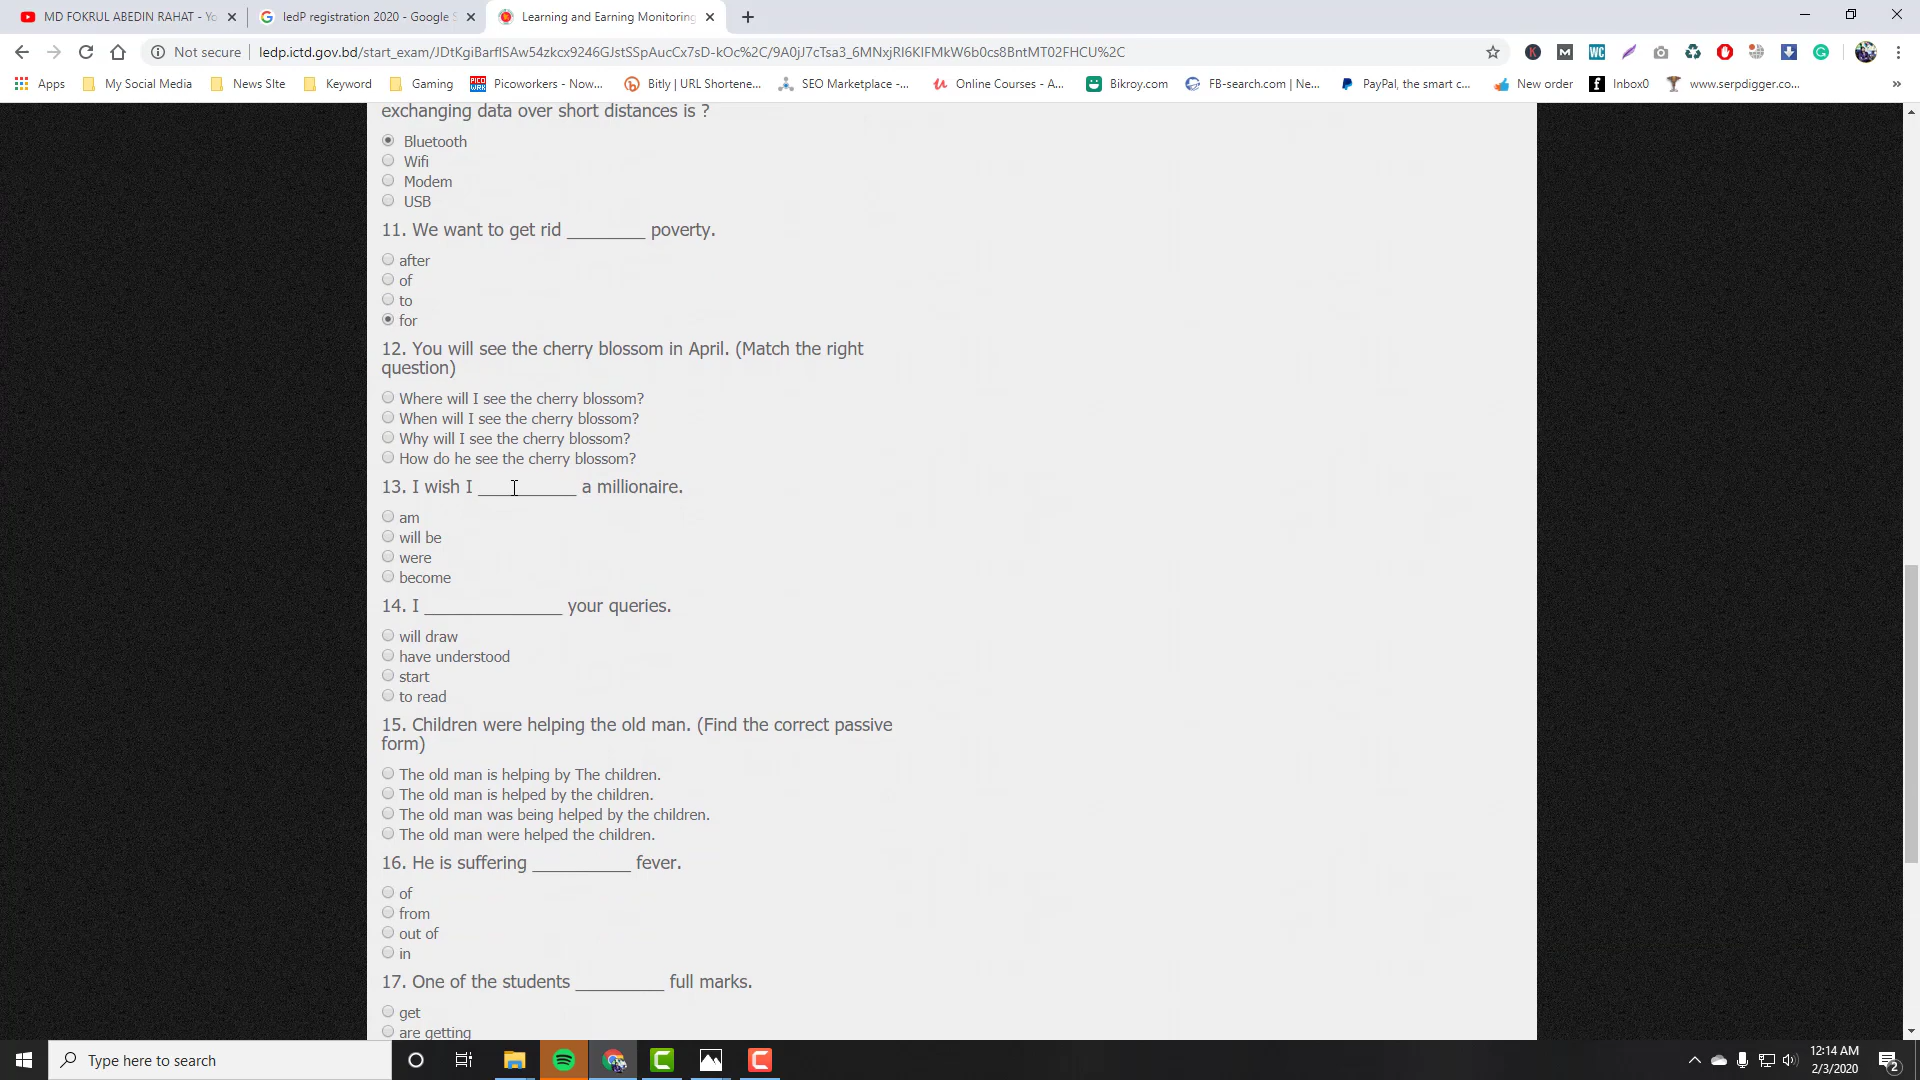 MD FOKRUL ABEDIN RAHAT - Yo
ledP registration 2020 - Google S
Learning and Earning Monitoring
Not secure
ledp.ictd.gov.bd/start_exam/JDtKgiBarfISAw54zkcx9246GJstSSpAucCx7sD-kOc%2C/9A0jJ7cTsa3_6MNxjRI6KIFMkW6b0cs8BntMT02FHCU%2C
Apps
My Social Media
News SIte
Keyword
Gaming
Picoworkers - Now...
Bitly | URL Shortene...
SEO Marketplace -...
Online Courses - A...
Bikroy.com
FB-search.com | Ne...
PayPal, the smart c...
New order
Inbox0
www.serpdigger.co...
exchanging data over short distances is ?
Bluetooth
Wifi
Modem
USB
11. We want to get rid ________ poverty.
after
of
to
for
12. You will see the cherry blossom in April. (Match the right
question)
Where will I see the cherry blossom?
When will I see the cherry blossom?
Why will I see the cherry blossom?
How do he see the cherry blossom?
13. I wish I __________ a millionaire.
am
will be
were
become
14. I ______________ your queries.
will draw
have understood
start
to read
15. Children were helping the old man. (Find the correct passive
form)
The old man is helping by The children.
The old man is helped by the children.
The old man was being helped by the children.
The old man were helped the children.
16. He is suffering __________ fever.
of
from
out of
in
17. One of the students _________ full marks.
get
are getting
Type here to search
12:14 AM
2/3/2020
2